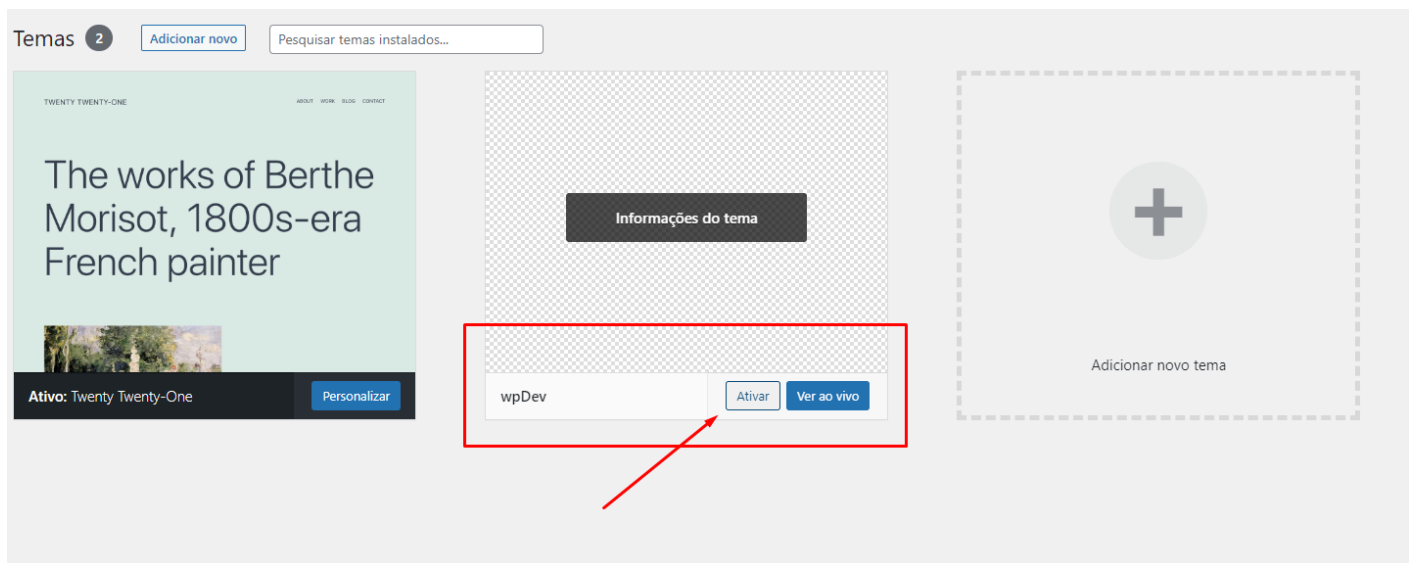 Temas 2 Adicionar novo Pesquisar temas instalados...
TWENTY TWENTY-ONE ABOUT WORK BLOG CONTACT
The works of Berthe
Morisot, 1800s-era
French painter
Ativo: Twenty Twenty-One Personalizar
Informações do tema
wpDev Ativar Ver ao vivo
Adicionar novo tema